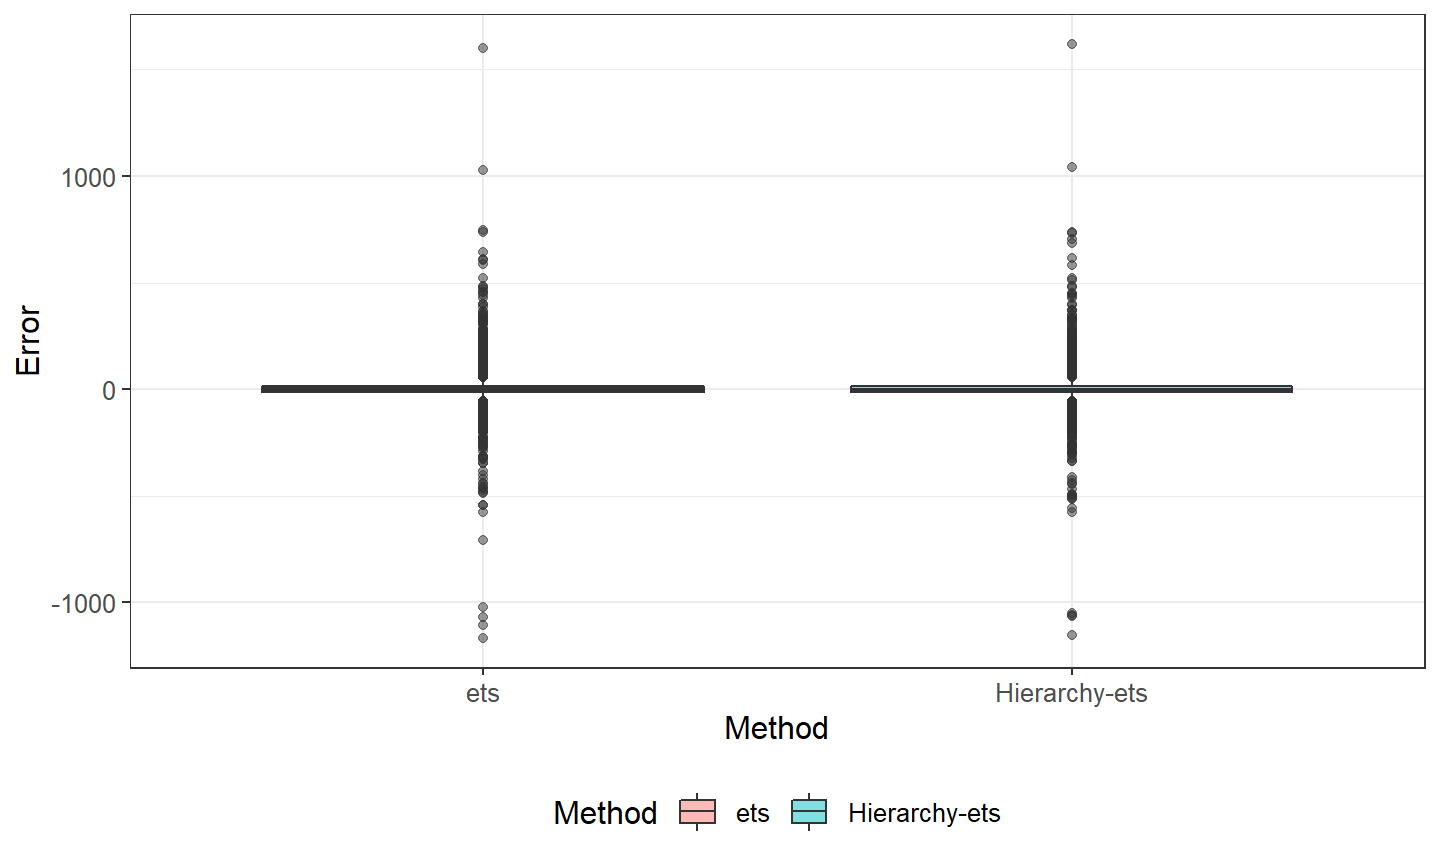 1000
0
-1000
Error
ets
Hierarchy-ets
Method
Method ets Hierarchy-ets